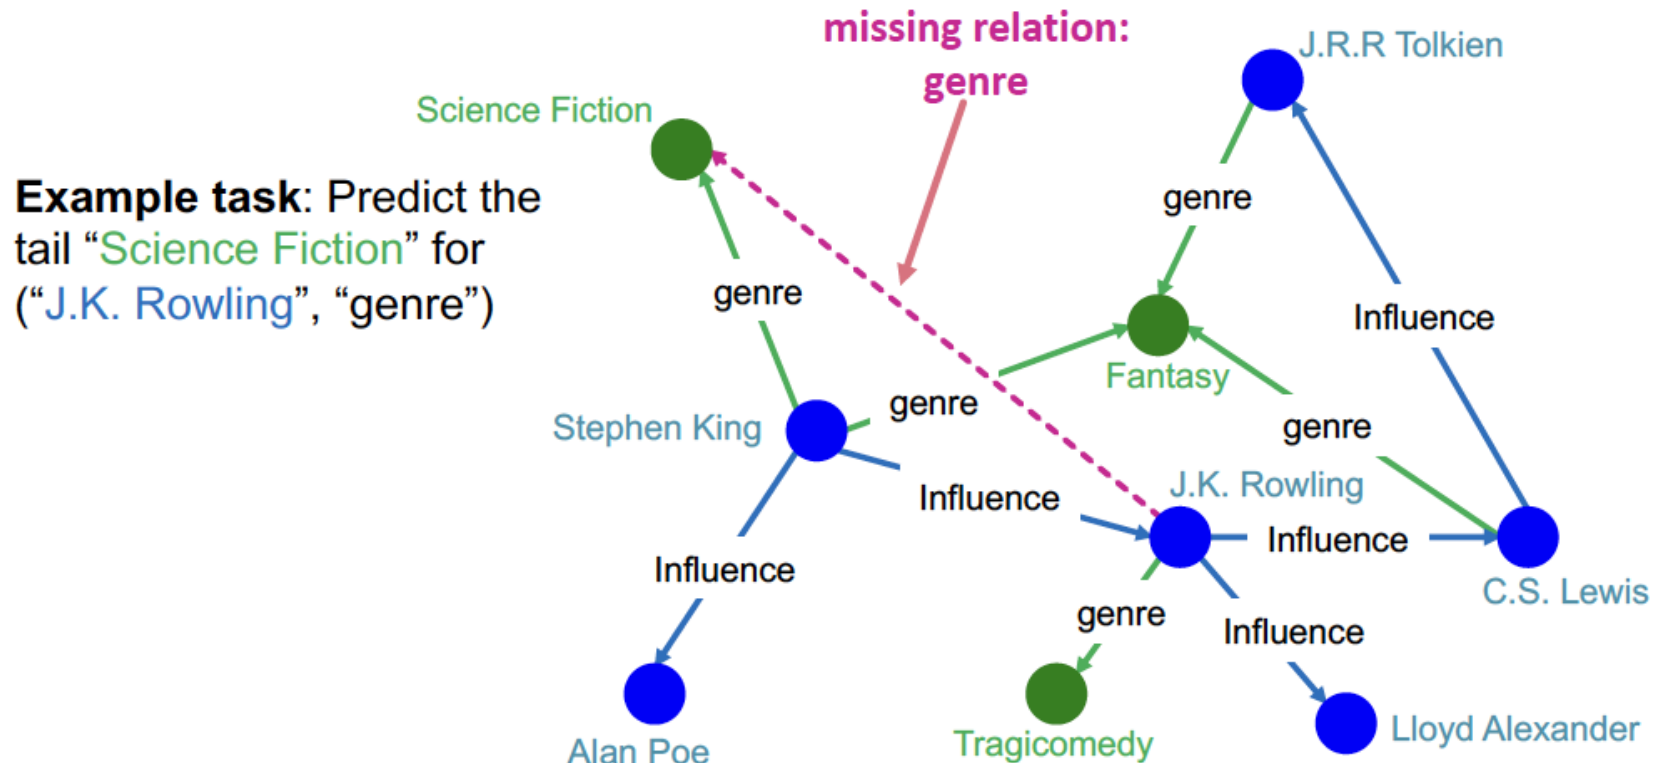 missing relation:
genre
J.R.R Tolkien
Science Fiction
Example task: Predict the
tail “Science Fiction” for
(“J.K. Rowling”, “genre”)
genre
genre
Influence
Fantasy
genre
Stephen King
genre
J.K. Rowling
Influence
Influence
Influence
C.S. Lewis
genre
Influence
Alan Poe
Tragicomedy
Lloyd Alexander